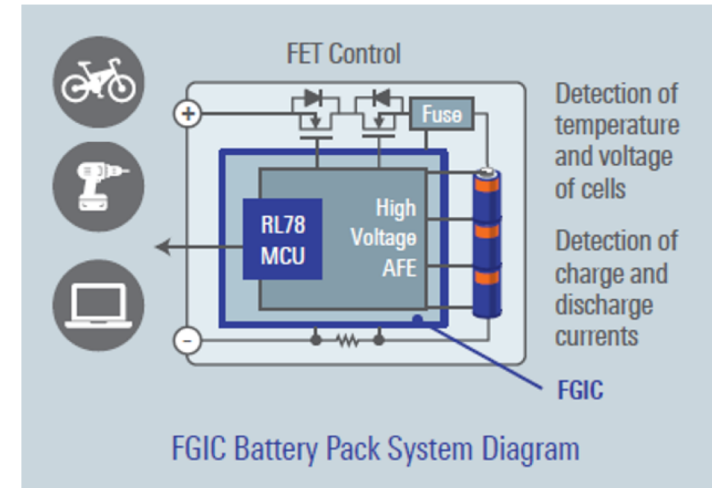 FET Control
+
Fuse
Detection of
temperature
and voltage
of cells
RL78
MCU
High
Voltage
AFE
Detection of
charge and
discharge
currents
-
FGIC
FGIC Battery Pack System Diagram